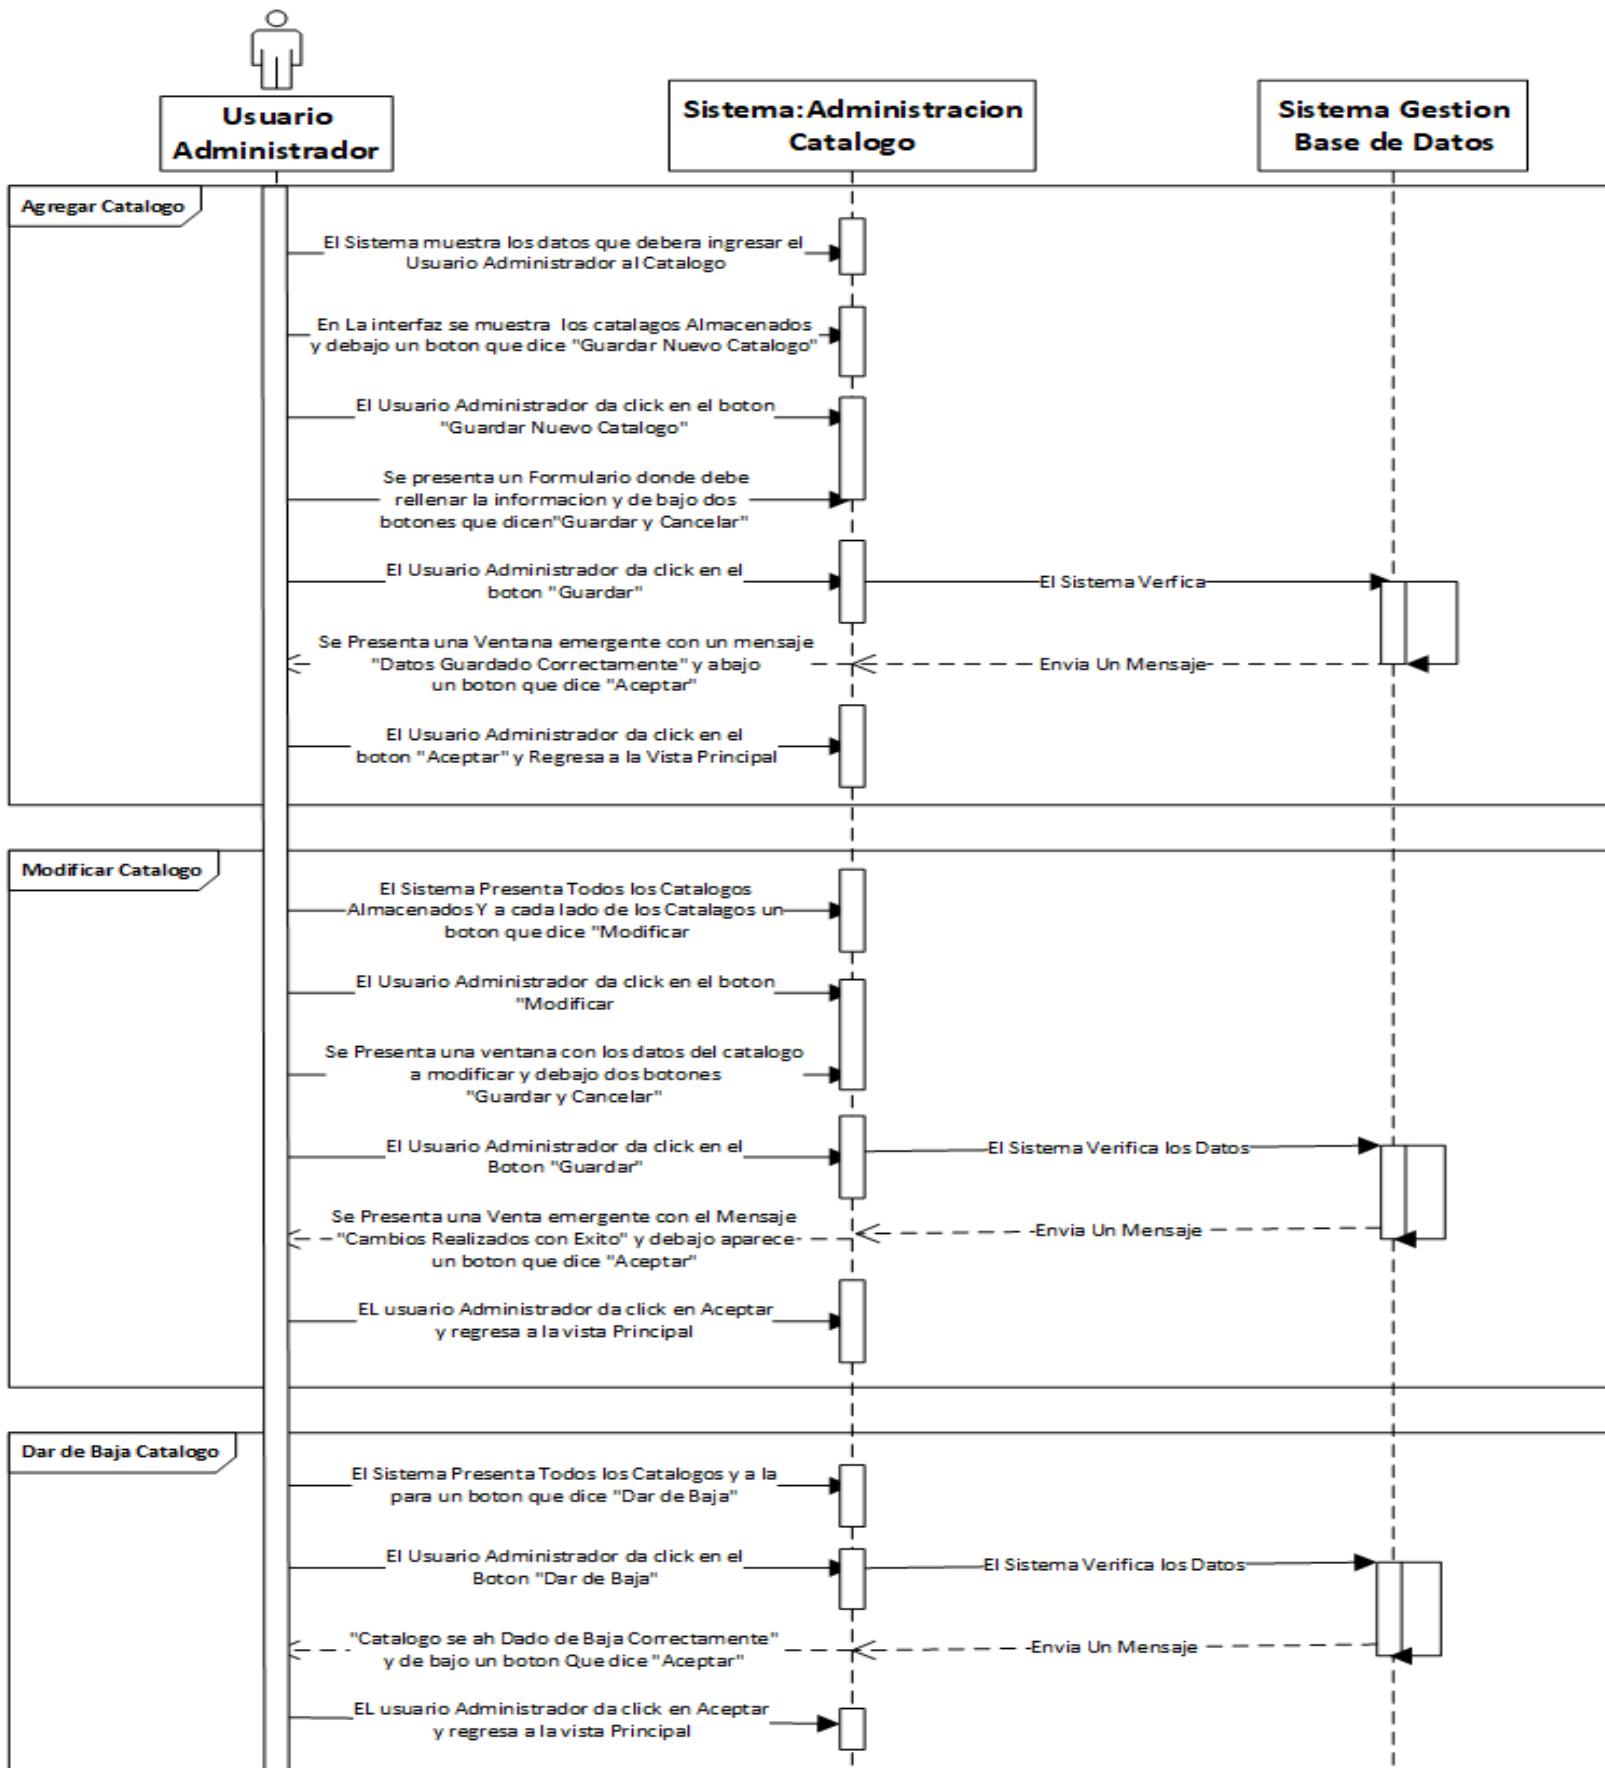 Usuario
Administrador
Sistema:Administracion
Catalogo
Sistema Gestion
Base de Datos
Agregar Catalogo
El Sistema muestra los datos que debera ingresar el
Usuario Administrador al Catalogo
En La interfaz se muestra los catalagos Almacenados
y debajo un boton que dice "Guardar Nuevo Catalogo"
El Usuario Administrador da click en el boton
"Guardar Nuevo Catalogo"
Se presenta un Formulario donde debe
rellenar la informacion y de bajo dos
botones que dicen"Guardar y Cancelar"
El Usuario Administrador da click en el
boton "Guardar"
El Sistema Verfica
Se Presenta una Ventana emergente con un mensaje
"Datos Guardado Correctamente" y abajo
un boton que dice "Aceptar"
Envia Un Mensaje
El Usuario Administrador da click en el
boton "Aceptar" y Regresa a la Vista Principal
Modificar Catalogo
El Sistema Presenta Todos los Catalogos
Almacenados Y a cada lado de los Catalagos un
boton que dice "Modificar
El Usuario Administrador da click en el boton
"Modificar
Se Presenta una ventana con los datos del catalogo
a modificar y debajo dos botones
"Guardar y Cancelar"
El Usuario Administrador da click en el
Boton "Guardar"
El Sistema Verifica los Datos
Se Presenta una Venta emergente con el Mensaje
"Cambios Realizados con Exito" y debajo aparece
un boton que dice "Aceptar"
Envia Un Mensaje
EL usuario Administrador da click en Aceptar
y regresa a la vista Principal
Dar de Baja Catalogo
El Sistema Presenta Todos los Catalogos y a la
para un boton que dice "Dar de Baja"
El Usuario Administrador da click en el
Boton "Dar de Baja"
El Sistema Verifica los Datos
"Catalogo se ah Dado de Baja Correctamente"
y de bajo un boton Que dice "Aceptar"
Envia Un Mensaje
EL usuario Administrador da click en Aceptar
y regresa a la vista Principal